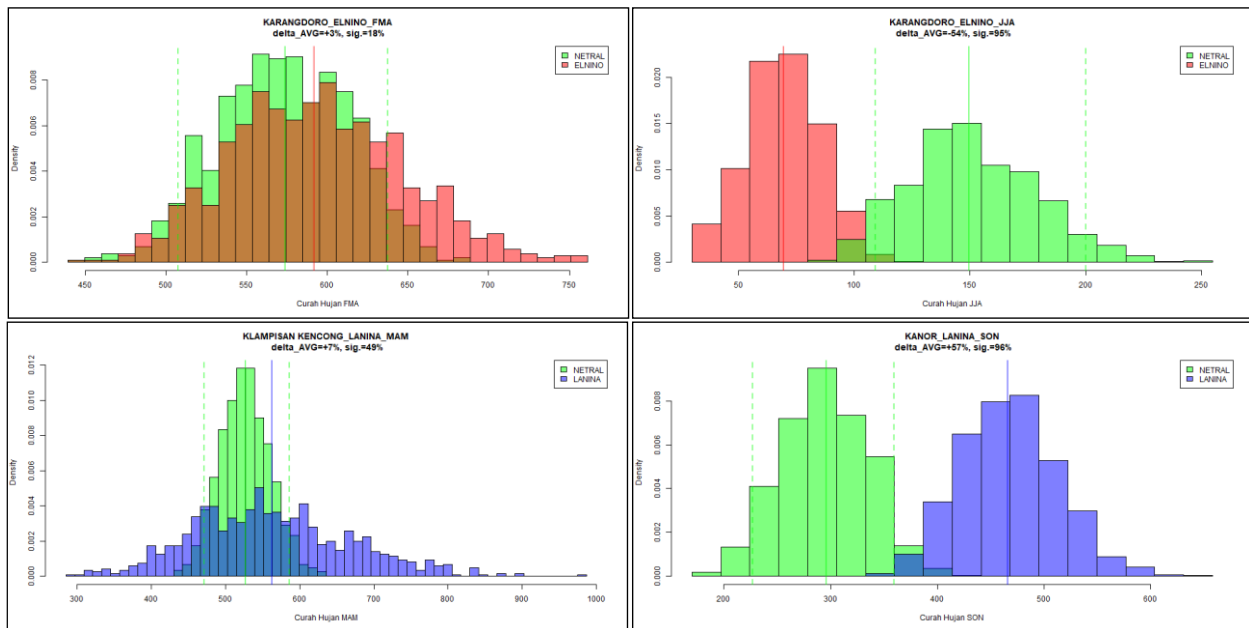 KARANGDORO_ELNINO_FMA
delta_AVG=+3%, sig.=18%
NETRAL
ELNINO
Density
0.000
0.002
0.004
0.006
0.008
450
500
550
600
650
700
750
Curah Hujan FMA
KARANGDORO_ELNINO_JJA
delta_AVG=-54%, sig.=95%
NETRAL
ELNINO
Density
0.000
0.005
0.010
0.015
0.020
50
100
150
200
250
Curah Hujan JJA
KLAMPISAN KENCONG_LANINA_MAM
delta_AVG=+7%, sig.=49%
NETRAL
LANINA
Density
0.000
0.002
0.004
0.006
0.008
0.010
0.012
300
400
500
600
700
800
900
1000
Curah Hujan MAM
KANOR_LANINA_SON
delta_AVG=+57%, sig.=96%
NETRAL
LANINA
Density
0.000
0.002
0.004
0.006
0.008
200
300
400
500
600
Curah Hujan SON